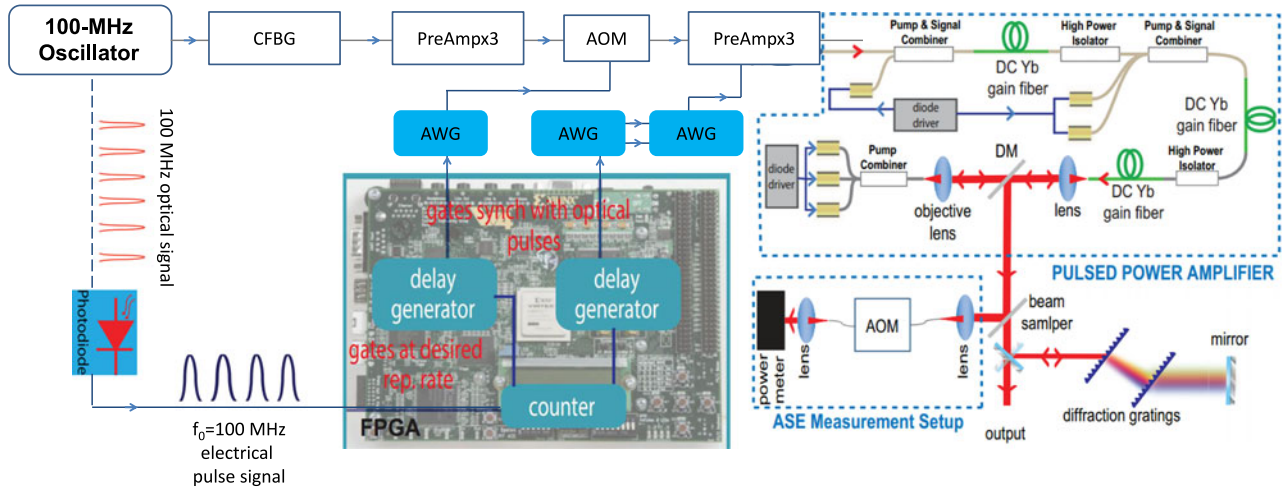 100-MHz
Oscillator
CFBG
PreAmpx3
AOM
PreAmpx3
Pump & Signal
Combiner
DC Yb
gain fiber
High Power
Isolator
Pump & Signal
Combiner
diode
driver
DC Yb
gain fiber
100 MHz optical signal
AWG
AWG
AWG
diode
driver
Pump
Combiner
objective
lens
DM
lens
DC Yb
gain fiber
High Power
Isolator
PULSED POWER AMPLIFIER
gates synch with optical
pulses
delay
generator
delay
generator
gates at desired
rep. rate
counter
FPGA
Photodiode
f₀=100 MHz
electrical
pulse signal
power
meter
lens
AOM
lens
ASE Measurement Setup
beam
samlper
output
diffraction gratings
mirror